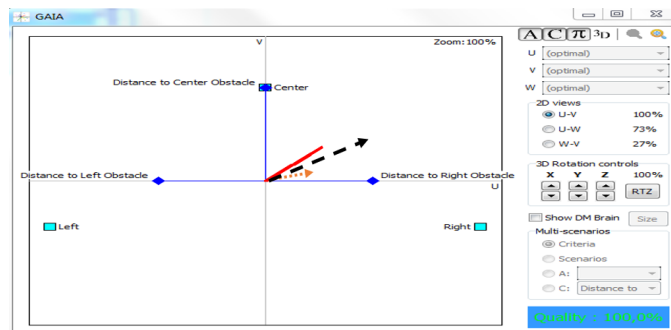 GAIA
V
Zoom: 100%
Distance to Center Obstacle
Center
Distance to Left Obstacle
Distance to Right Obstacle
U
Left
Right
A C π 3D
U (optimal)
V (optimal)
W (optimal)
2D views
U-V 100%
U-W 73%
W-V 27%
3D Rotation controls
X Y Z 100%
RTZ
Show DM Brain Size
Multi-scenarios
Criteria
Scenarios
A:
C: Distance to
Quality : 100,0%